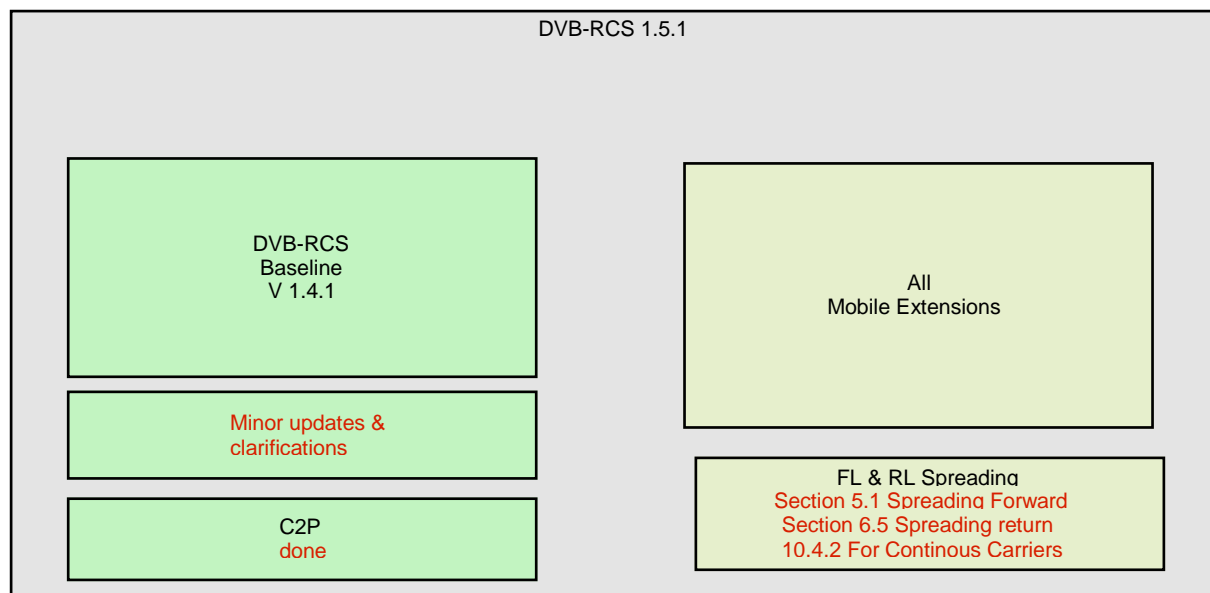 DVB-RCS 1.5.1
DVB-RCS
Baseline
V 1.4.1
Minor updates &
clarifications
C2P
done
All
Mobile Extensions
FL & RL Spreading
Section 5.1 Spreading Forward
Section 6.5 Spreading return
10.4.2 For Continous Carriers